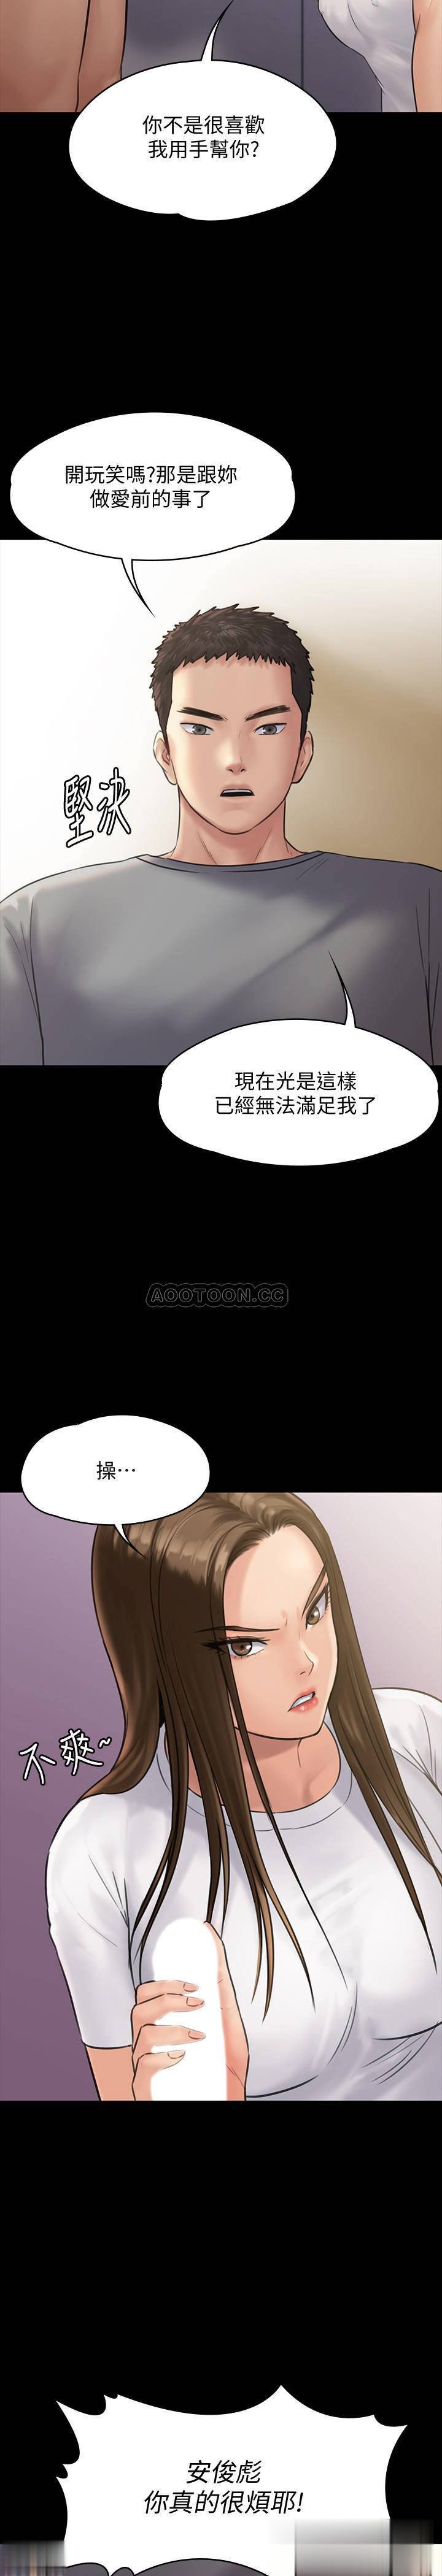 你不是很喜歡
我用手幫你?
開玩笑嗎?那是跟妳
做愛前的事了
堅決
現在光是這樣
已經無法滿足我了
AOOTOON.CC
操…
不爽~
安俊彪
你真的很煩耶!